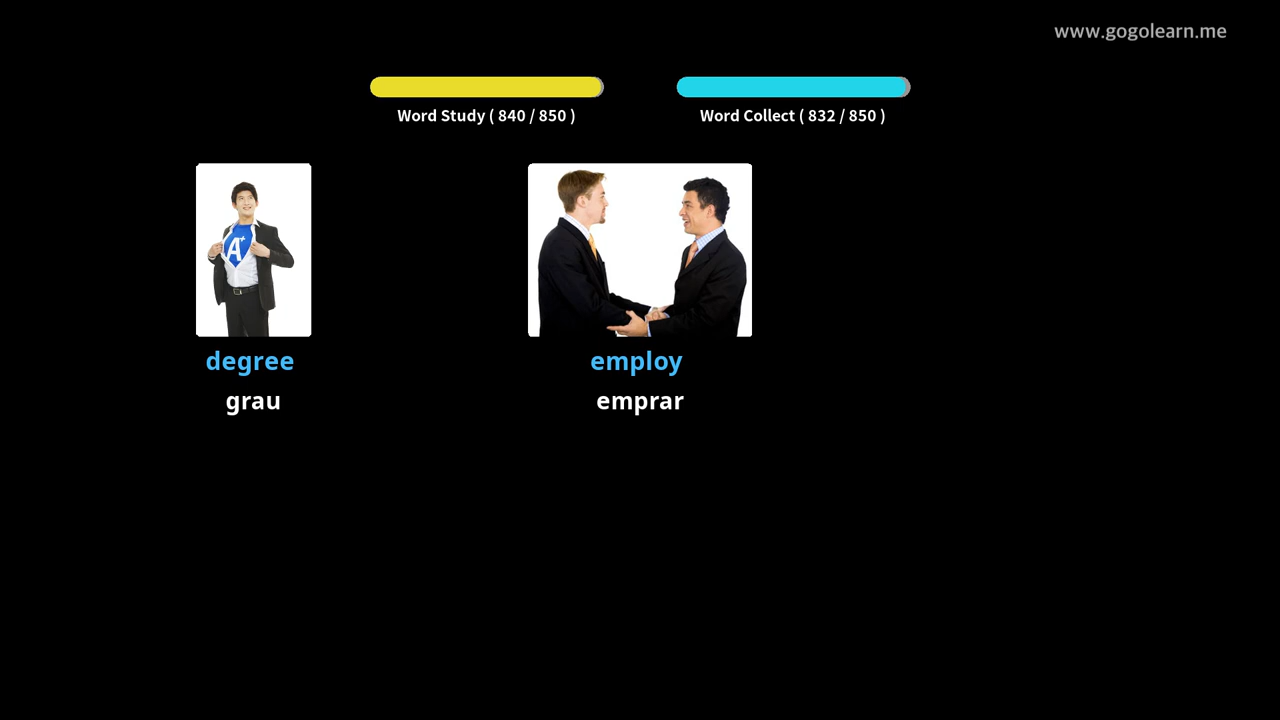 www.gogolearn.me
Word Study ( 840 / 850 )
Word Collect ( 832 / 850 )
A+
degree
employ
grau
emprar